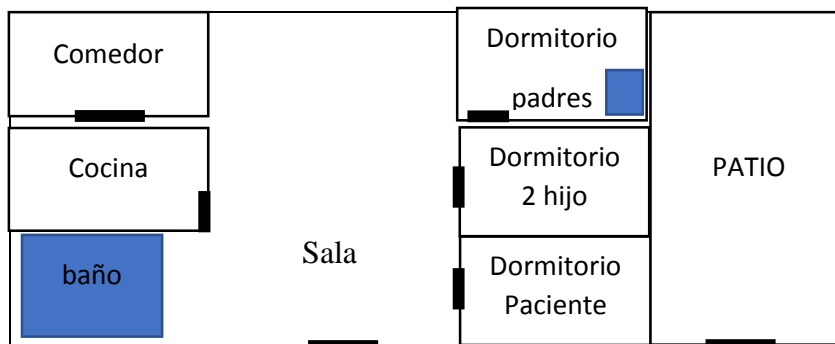 Comedor
Cocina
baño
Sala
Dormitorio
padres
Dormitorio
2 hijo
Dormitorio
Paciente
PATIO